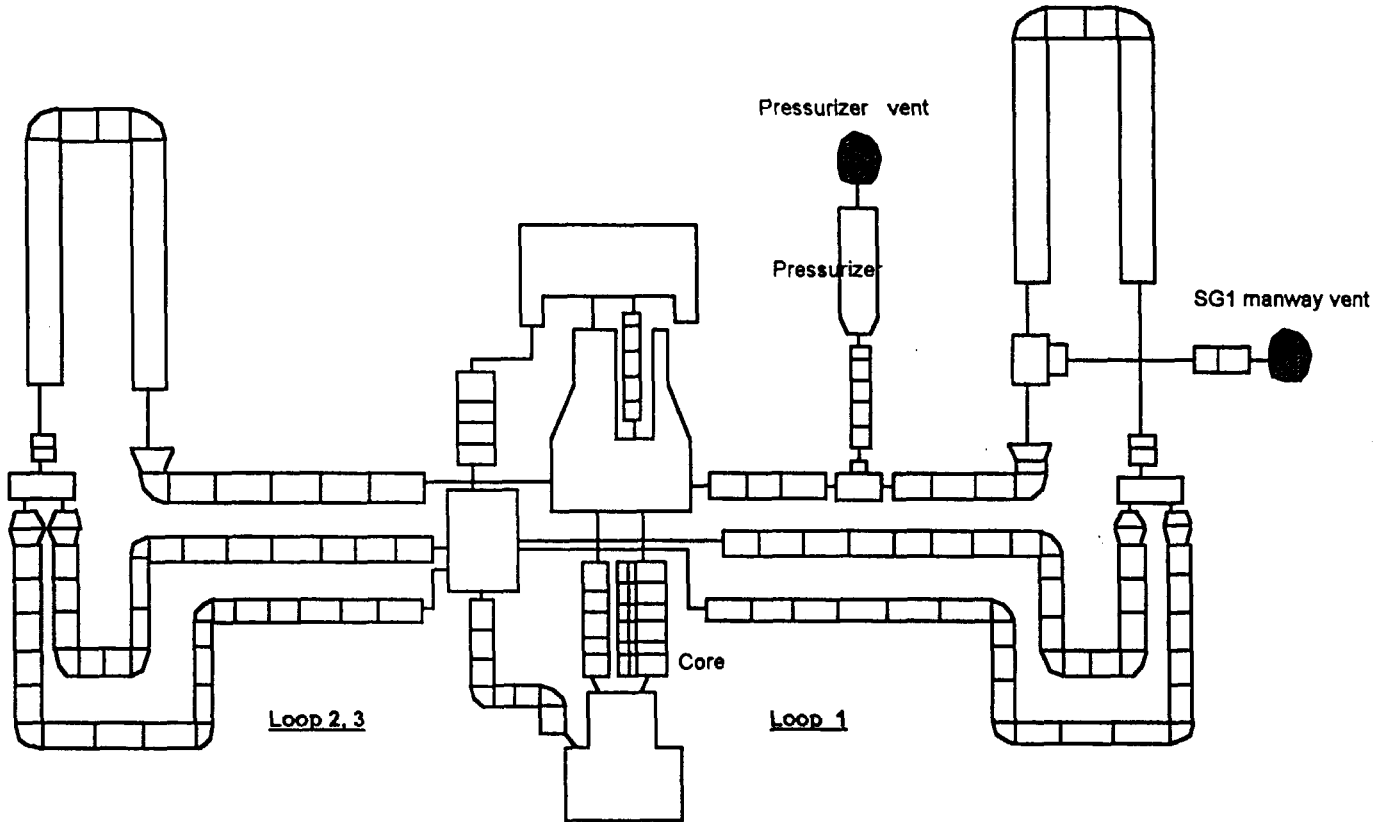 Pressurizer vent
Pressurizer
SG1 manway vent
Core
Loop 2, 3
Loop 1